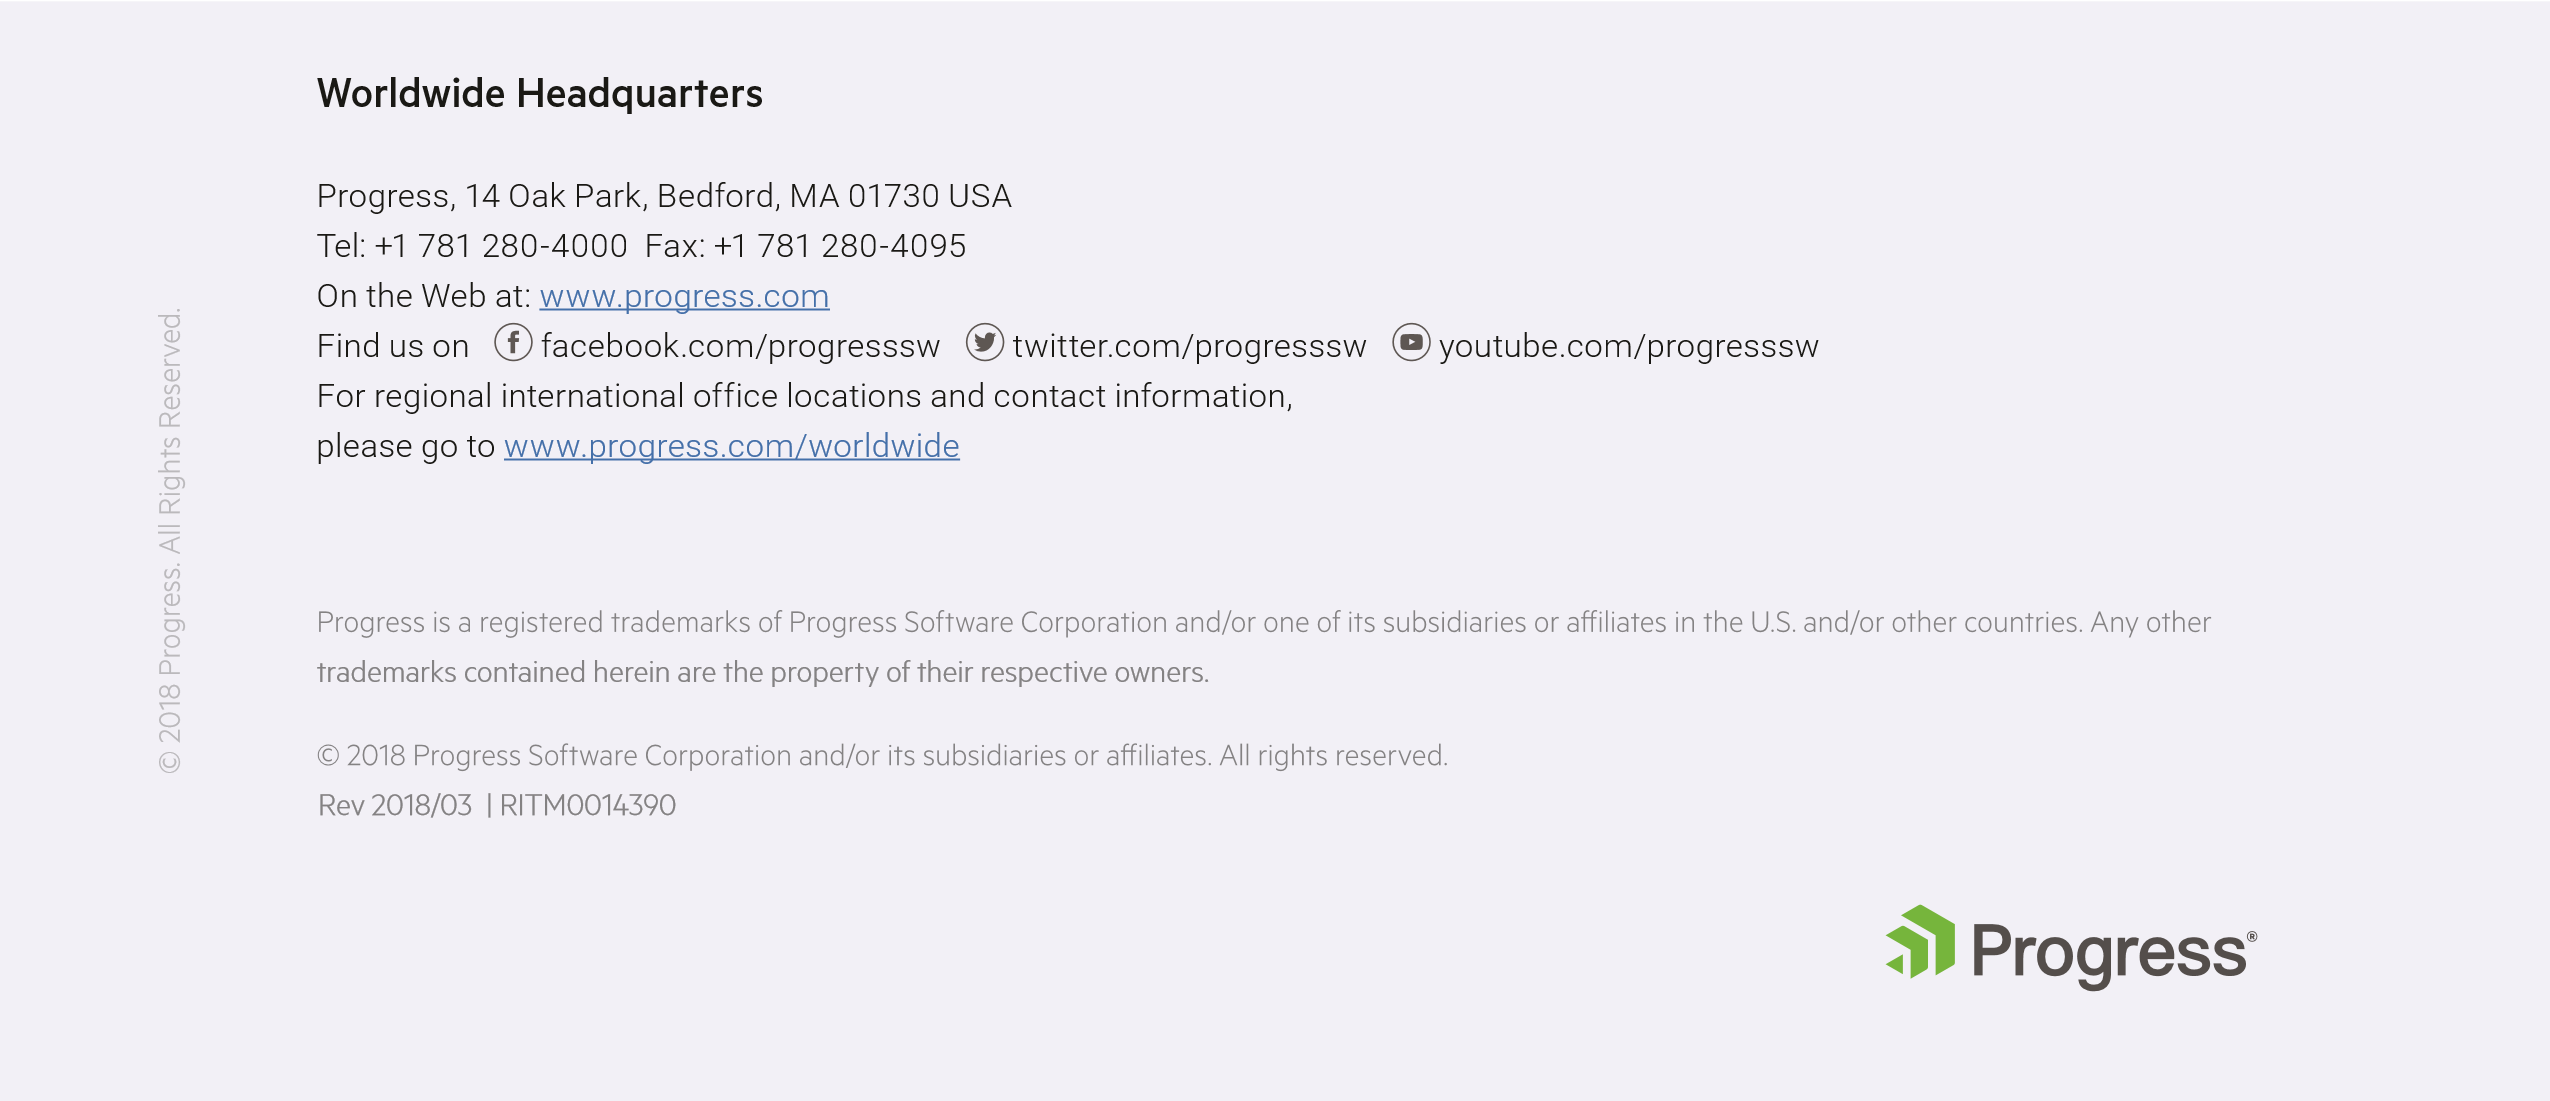 Worldwide Headquarters
Progress, 14 Oak Park, Bedford, MA 01730 USA
Tel: +1 781 280-4000  Fax: +1 781 280-4095
On the Web at: www.progress.com
Find us on facebook.com/progresssw twitter.com/progresssw youtube.com/progresssw
For regional international office locations and contact information,
please go to www.progress.com/worldwide
© 2018 Progress. All Rights Reserved.
Progress is a registered trademarks of Progress Software Corporation and/or one of its subsidiaries or affiliates in the U.S. and/or other countries. Any other
trademarks contained herein are the property of their respective owners.
© 2018 Progress Software Corporation and/or its subsidiaries or affiliates. All rights reserved.
Rev 2018/03  | RITM0014390
Progress®